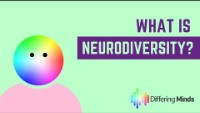 WHAT IS
NEURODIVERSITY?
Differing Minds